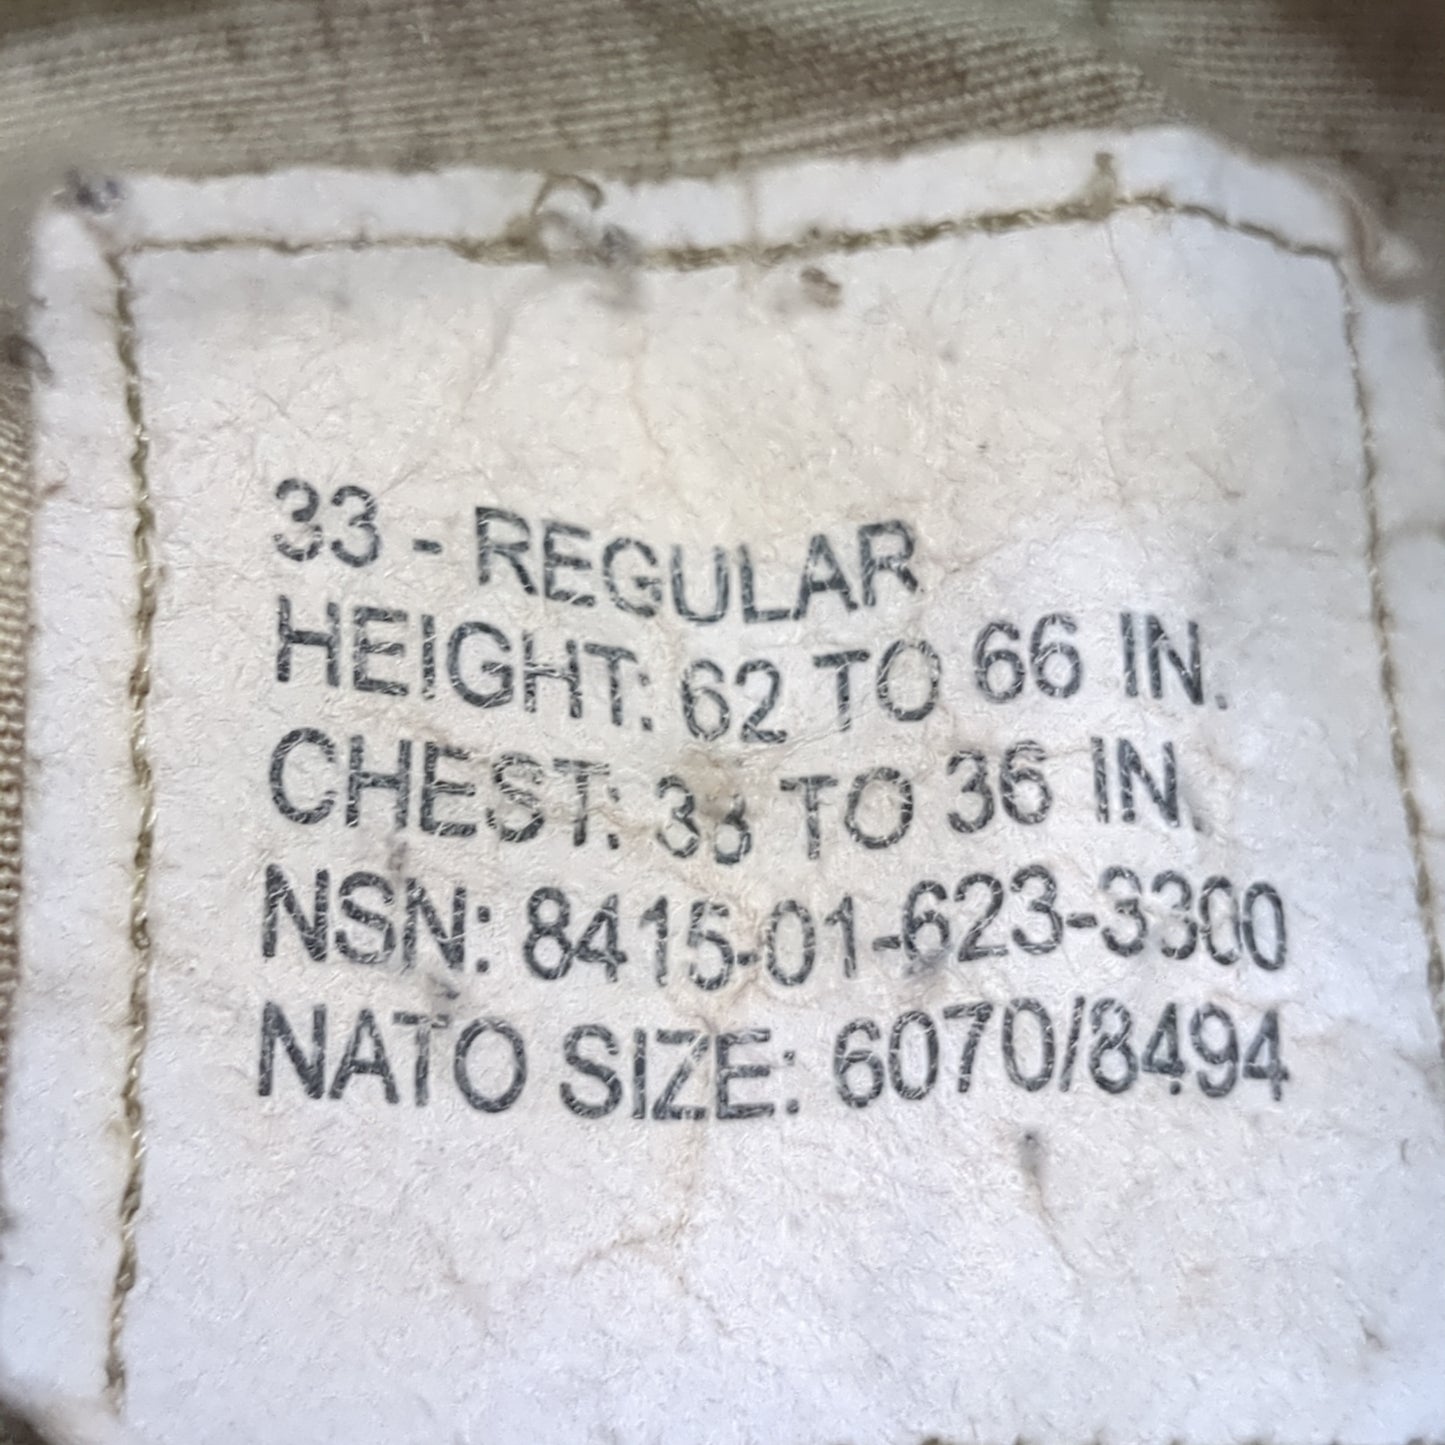 33 - REGULAR
HEIGHT: 62 TO 66 IN.
CHEST: 33 TO 36 IN.
NSN: 8415-01-623-3300
NATO SIZE: 6070/8494